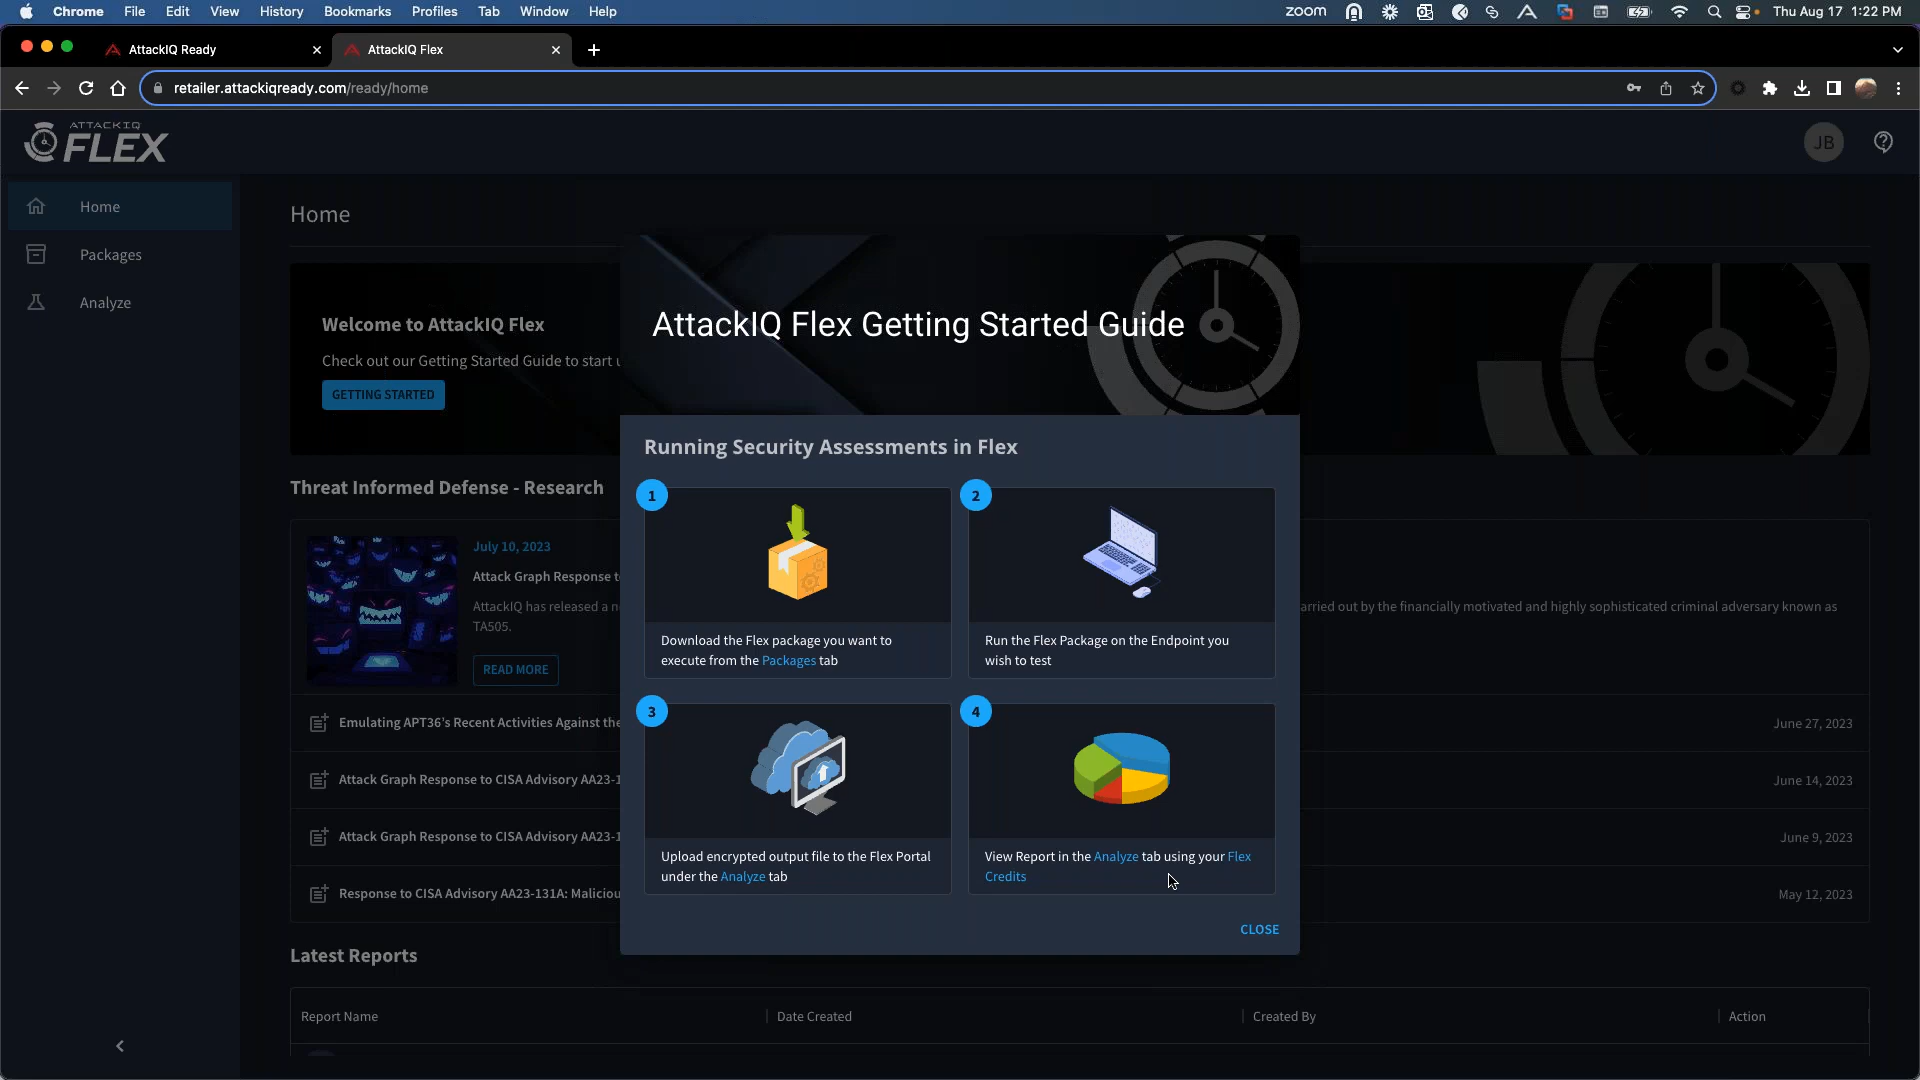 Chrome File Edit View History Bookmarks Profiles Tab Window Help
zoom Thu Aug 17 1:22 PM
AttackIQ Ready
AttackIQ Flex
retailer.attackiqready.com/ready/home
ATTACKIQ
FLEX
JB
Home
Packages
Analyze
Home
Welcome to AttackIQ Flex
Check out our Getting Started Guide to start
GETTING STARTED
Threat Informed Defense - Research
July 10, 2023
Attack Graph Response t
AttackIQ has released a n
arried out by the financially motivated and highly sophisticated criminal adversary known as
TA505.
READ MORE
Emulating APT36's Recent Activities Against the
June 27, 2023
Attack Graph Response to CISA Advisory AA23-1
June 14, 2023
Attack Graph Response to CISA Advisory AA23-1
June 9, 2023
Response to CISA Advisory AA23-131A: Maliciou
May 12, 2023
Latest Reports
Report Name
Date Created
Created By
Action
AttackIQ Flex Getting Started Guide
Running Security Assessments in Flex
1
Download the Flex package you want to
execute from the Packages tab
2
Run the Flex Package on the Endpoint you
wish to test
3
Upload encrypted output file to the Flex Portal
under the Analyze tab
4
View Report in the Analyze tab using your Flex
Credits
CLOSE